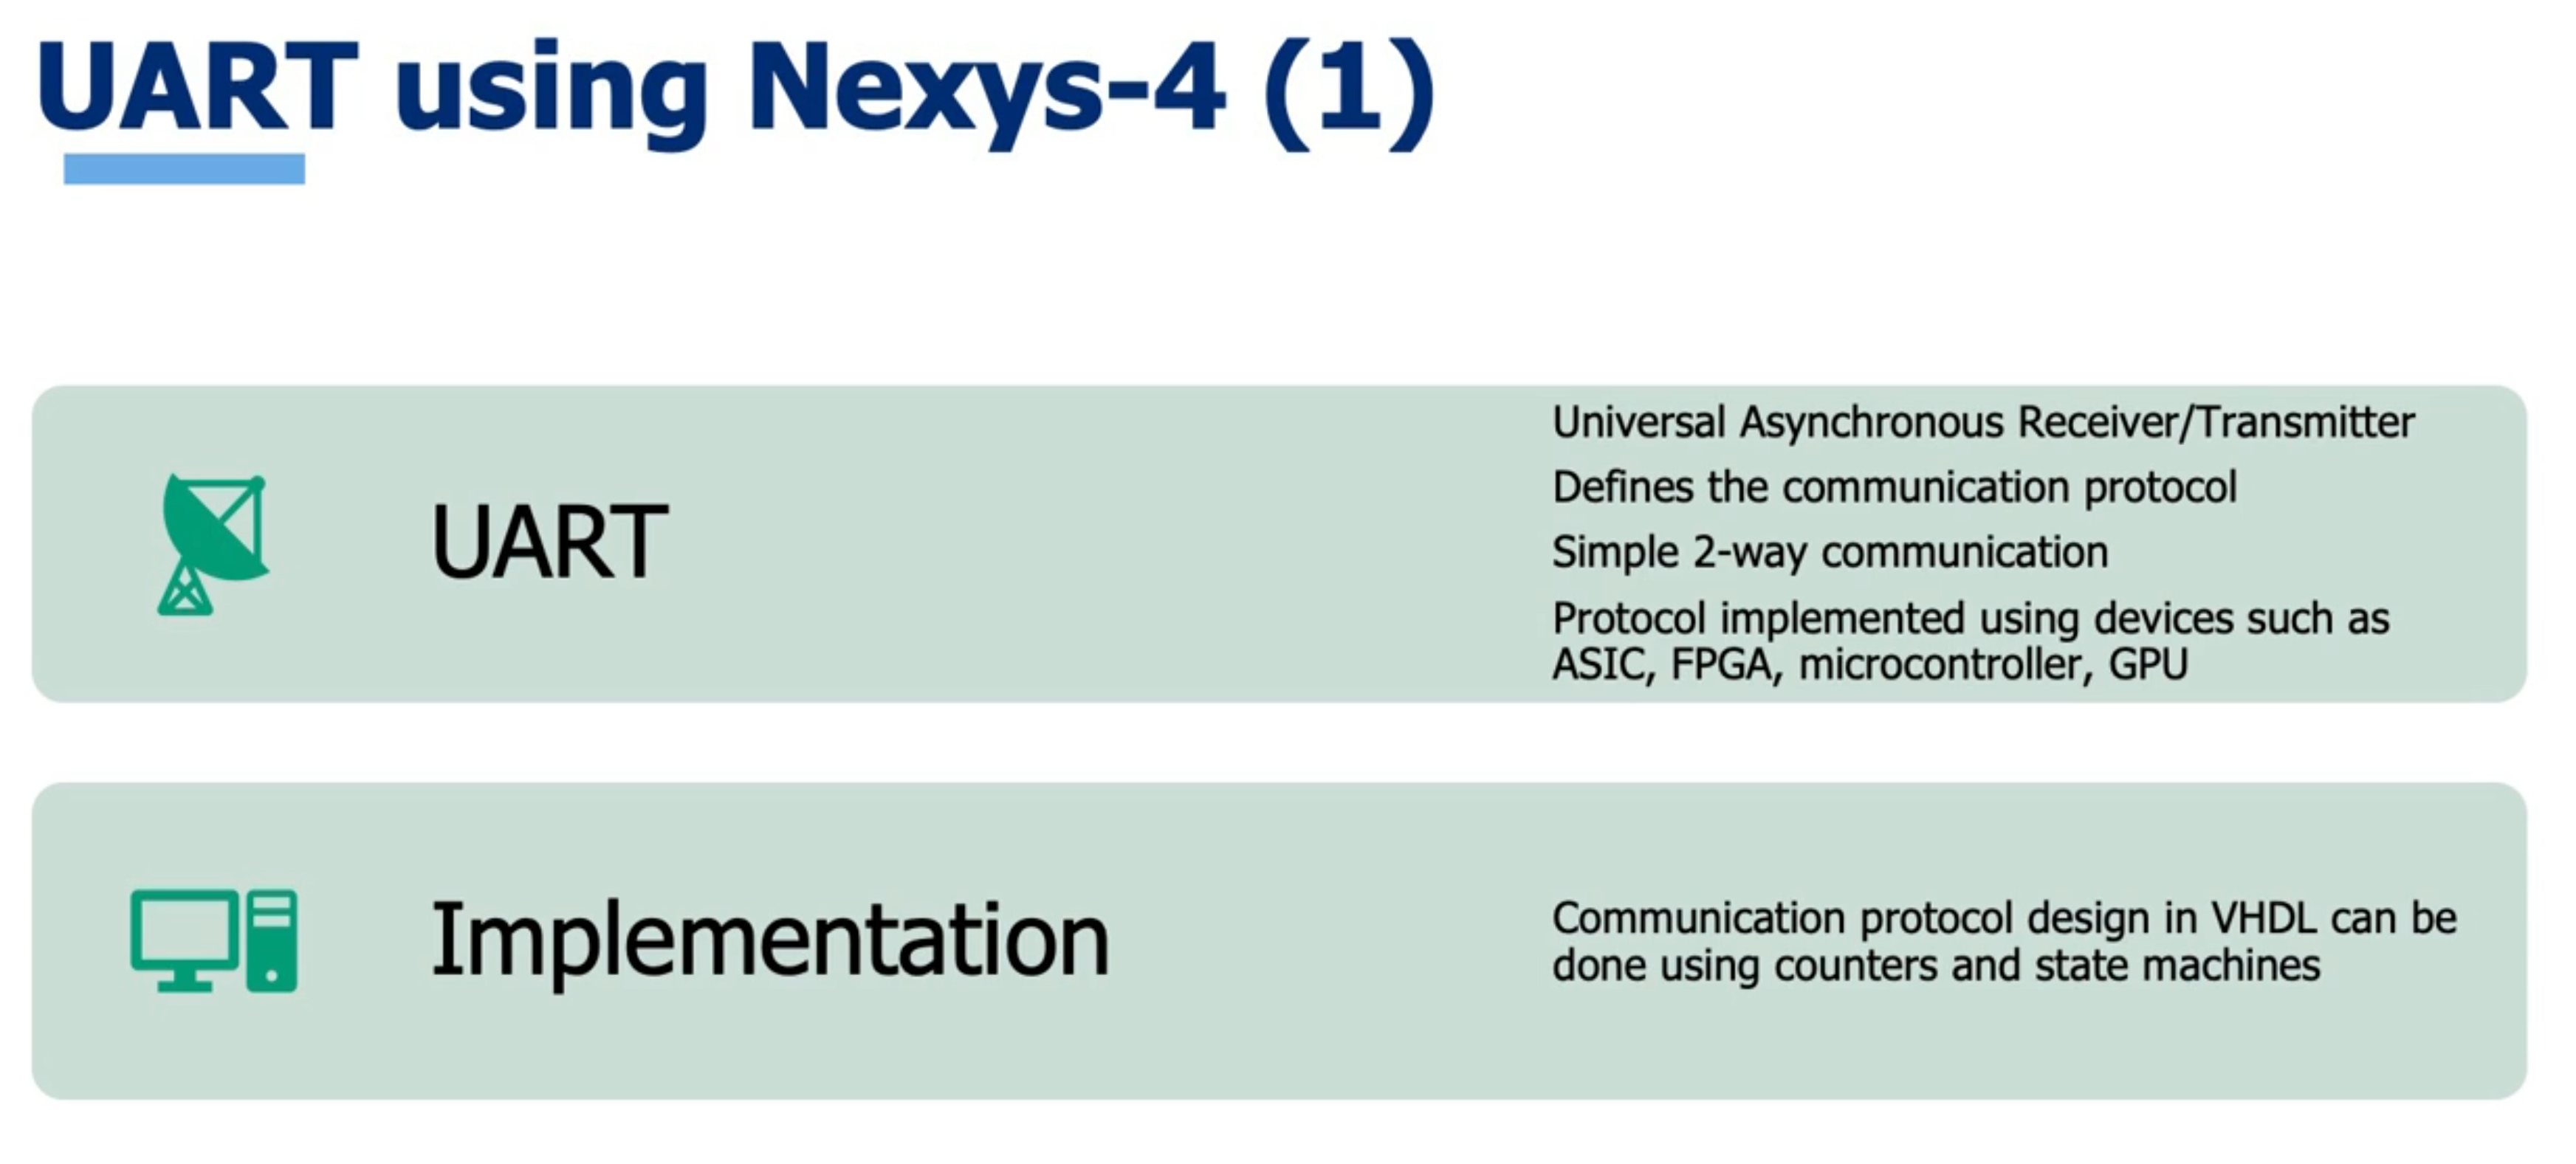 UART using Nexys-4 (1)
UART
Universal Asynchronous Receiver/Transmitter
Defines the communication protocol
Simple 2-way communication
Protocol implemented using devices such as
ASIC, FPGA, microcontroller, GPU
Implementation
Communication protocol design in VHDL can be
done using counters and state machines